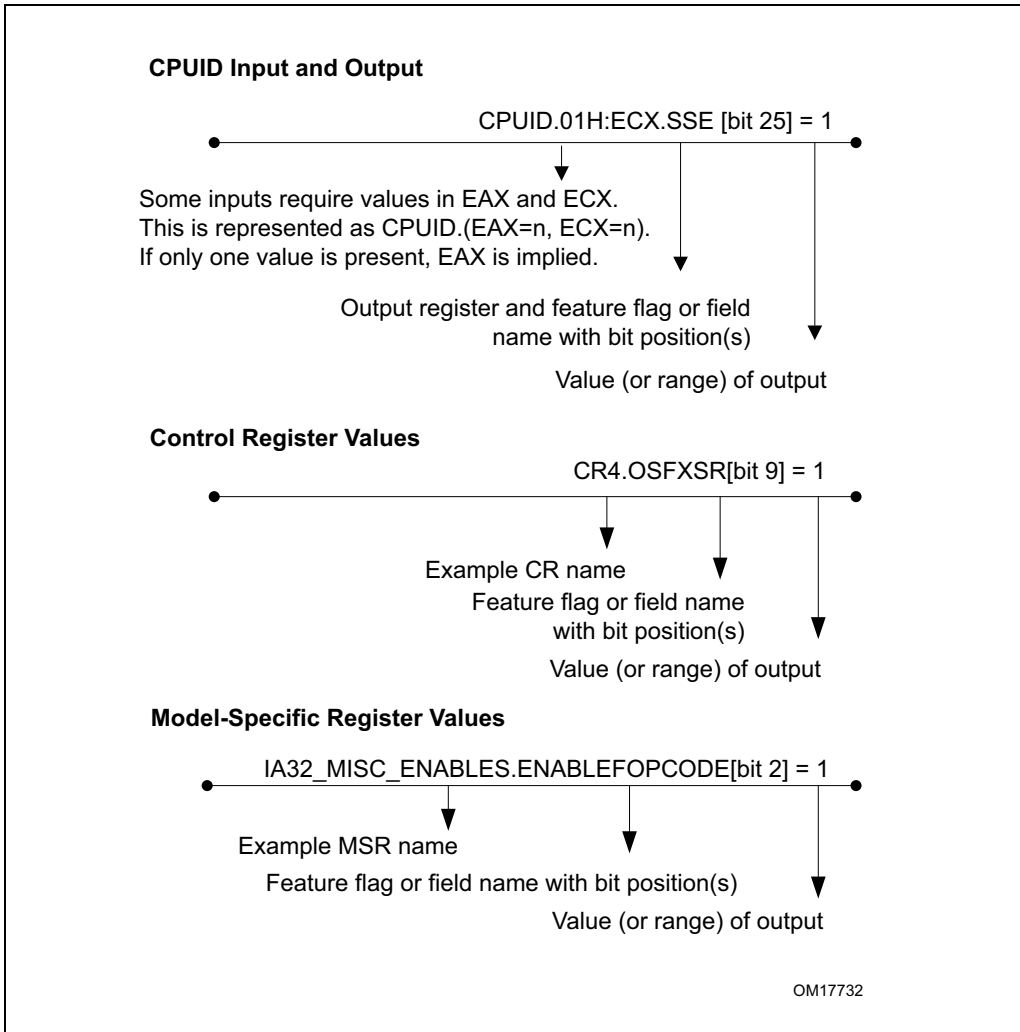 CPUID Input and Output
CPUID.01H:ECX.SSE [bit 25] = 1
Some inputs require values in EAX and ECX.
This is represented as CPUID.(EAX=n, ECX=n).
If only one value is present, EAX is implied.
Output register and feature flag or field
name with bit position(s)
Value (or range) of output
Control Register Values
CR4.OSFXSR[bit 9] = 1
Example CR name
Feature flag or field name
with bit position(s)
Value (or range) of output
Model-Specific Register Values
IA32_MISC_ENABLES.ENABLEFOPCODE[bit 2] = 1
Example MSR name
Feature flag or field name with bit position(s)
Value (or range) of output
OM17732